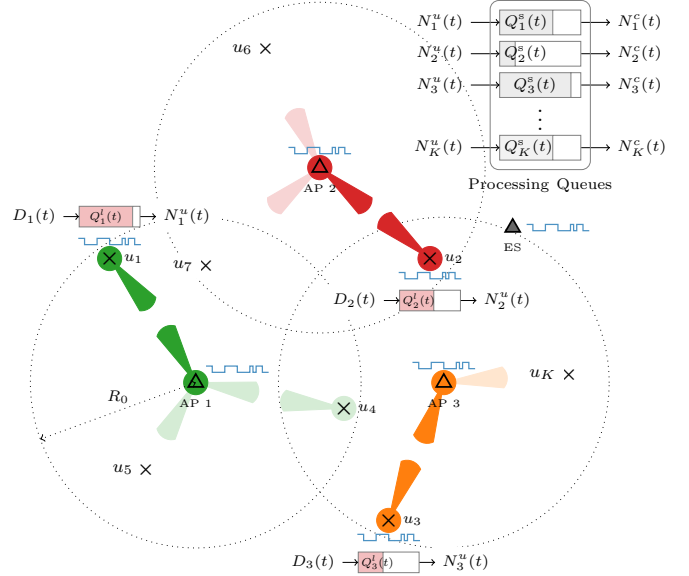 N_1^u(t) Q_1^s(t) N_1^c(t)
N_2^u(t) Q_2^s(t) N_2^c(t)
N_3^u(t) Q_3^s(t) N_3^c(t)
⋮
N_K^u(t) Q_K^s(t) N_K^c(t)
Processing Queues
u_6
AP 2
D_1(t) Q_1^l(t) N_1^u(t)
u_1
u_7
u_2
ES
D_2(t) Q_2^l(t) N_2^u(t)
u_K
R_0
AP 1
AP 3
u_4
u_5
u_3
D_3(t) Q_3^l(t) N_3^u(t)